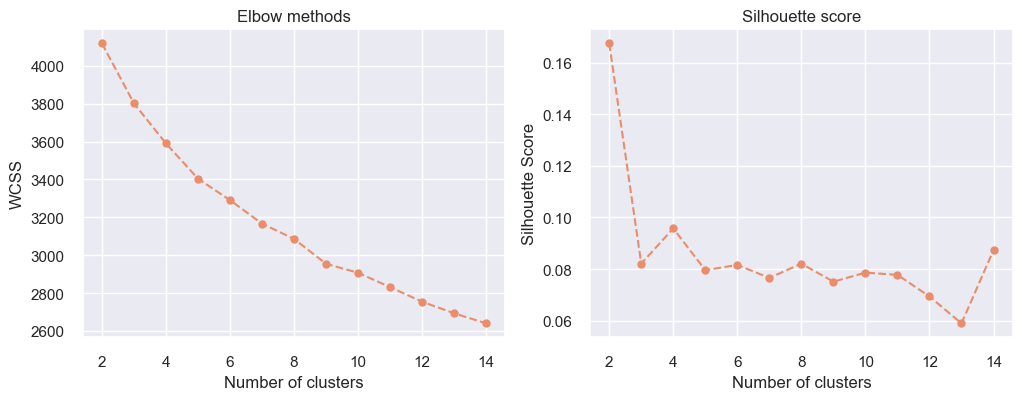 Elbow methods
WCSS
4000
3800
3600
3400
3200
3000
2800
2600
2 4 6 8 10 12 14
Number of clusters
Silhouette score
Silhouette Score
0.16
0.14
0.12
0.10
0.08
0.06
2 4 6 8 10 12 14
Number of clusters